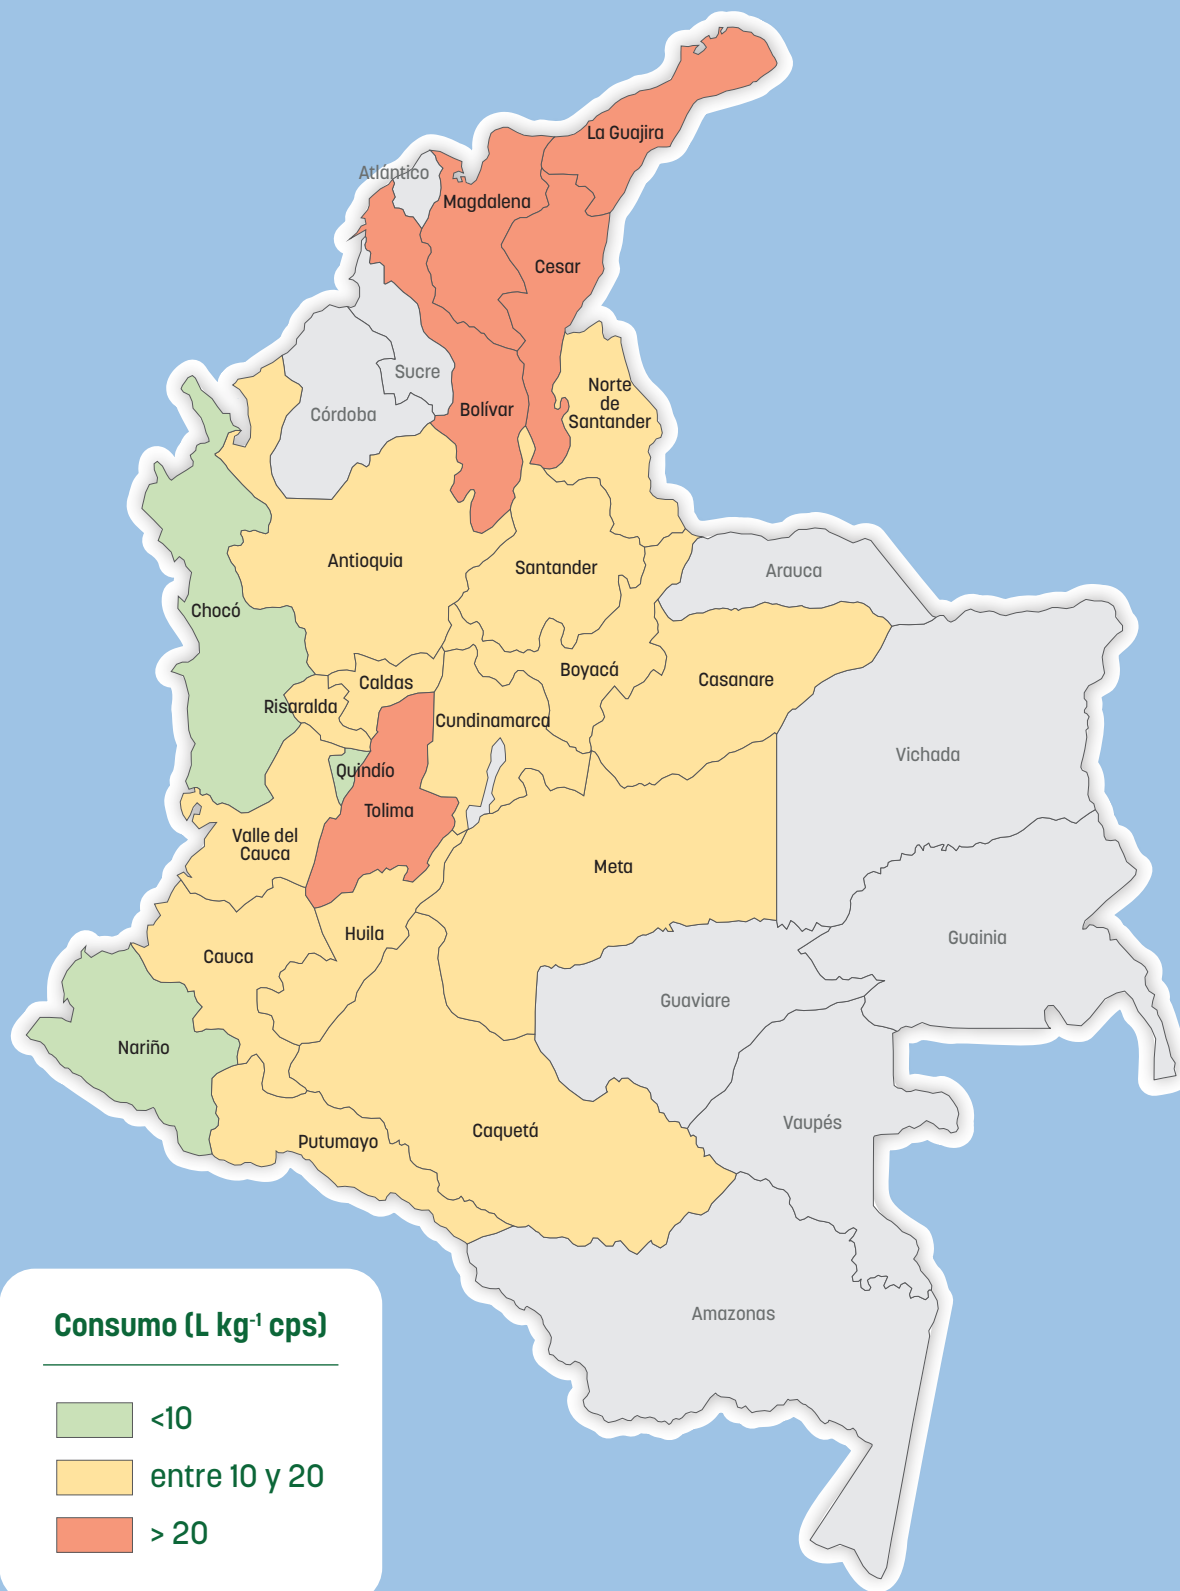 La Guajira
Atlántico
Magdalena
Cesar
Sucre
Norte
de
Santander
Córdoba
Bolívar
Antioquia
Santander
Arauca
Chocó
Boyacá
Caldas
Casanare
Risaralda
Cundinamarca
Vichada
Quindío
Tolima
Valle del
Cauca
Meta
Huila
Guainia
Cauca
Guaviare
Nariño
Vaupés
Caquetá
Putumayo
Amazonas
Consumo (L kg⁻¹ cps)
<10
entre 10 y 20
> 20